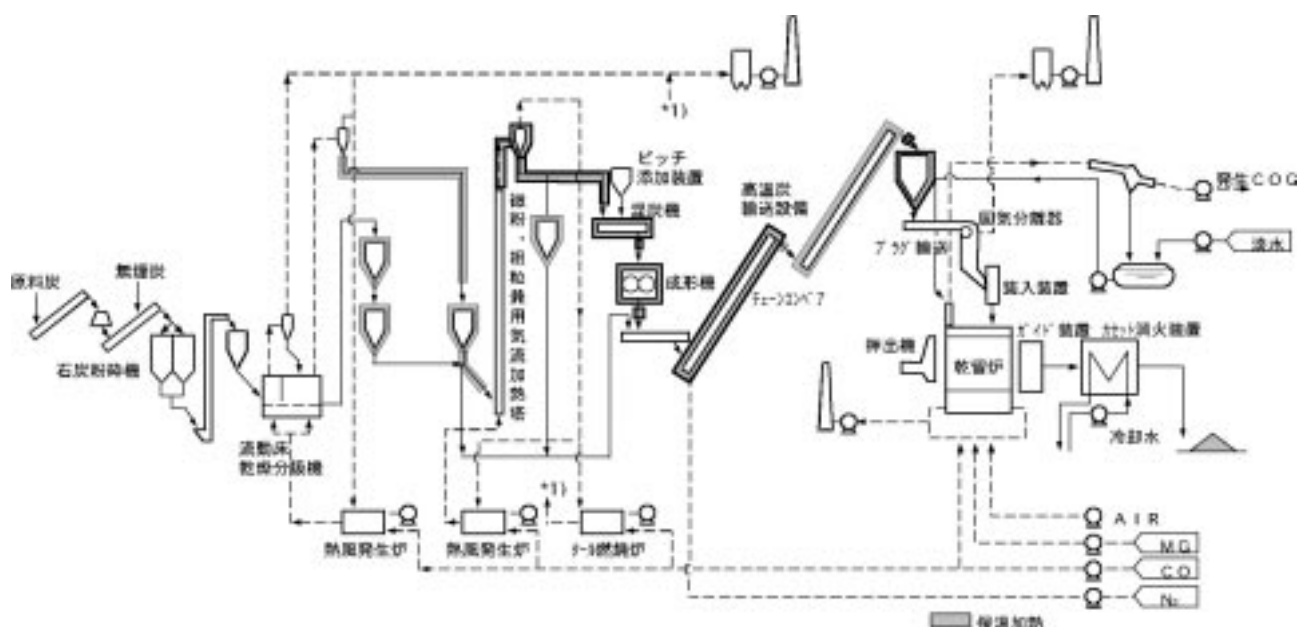 *1)
ピッチ
添加装置
混炭機
微粉、粗粒兼用気流加熱塔
高温炭
輸送設備
発生COG
固気分離器
プラグ輸送
安水
無煙炭
原料炭
成形機
チェーンコンベア
装入装置
ガイド装置
カセット消火装置
押出機
石炭粉砕機
乾留炉
冷却水
流動床
乾燥分級機
*1)
AIR
熱風発生炉
熱風発生炉
タール燃焼炉
MG
CO
N₂
保温加熱